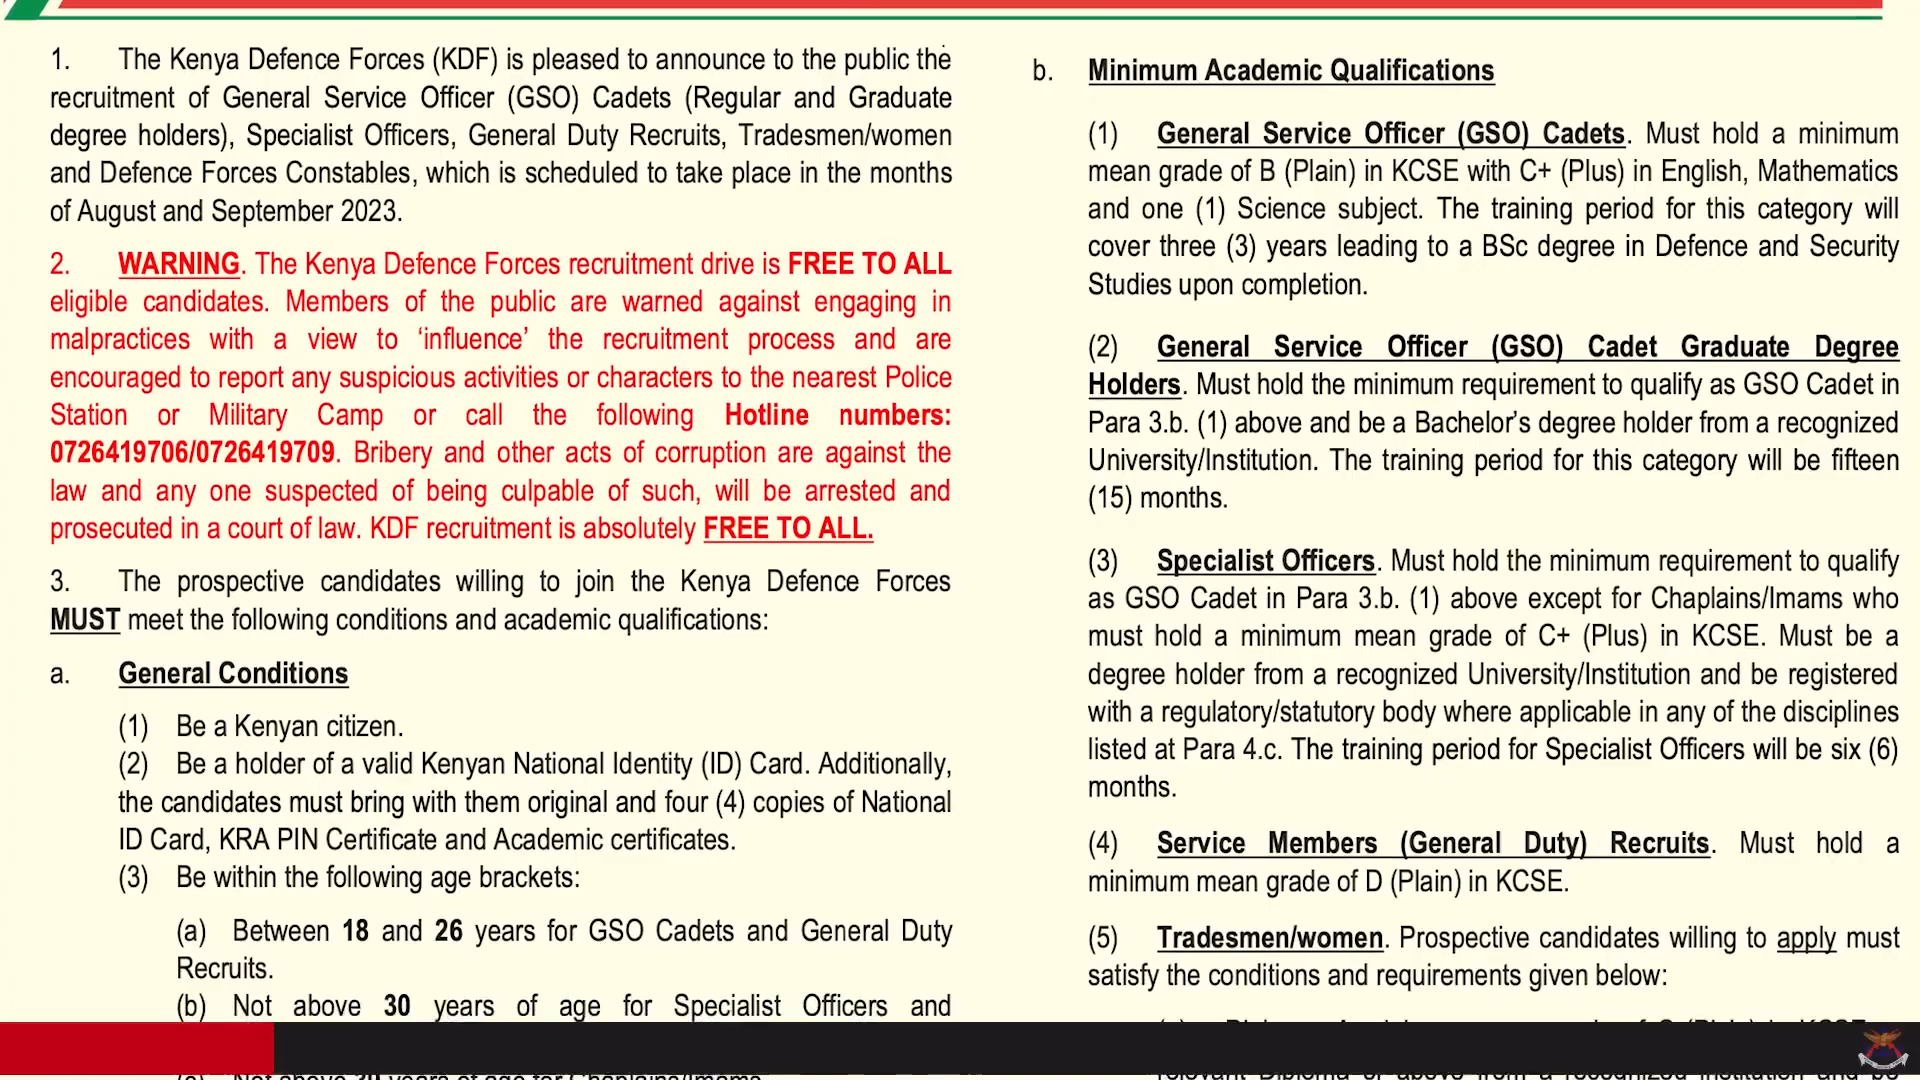 1. The Kenya Defence Forces (KDF) is pleased to announce to the public the
recruitment of General Service Officer (GSO) Cadets (Regular and Graduate
degree holders), Specialist Officers, General Duty Recruits, Tradesmen/women
and Defence Forces Constables, which is scheduled to take place in the months
of August and September 2023.
2. WARNING. The Kenya Defence Forces recruitment drive is FREE TO ALL
eligible candidates. Members of the public are warned against engaging in
malpractices with a view to ‘influence’ the recruitment process and are
encouraged to report any suspicious activities or characters to the nearest Police
Station or Military Camp or call the following Hotline numbers:
0726419706/0726419709. Bribery and other acts of corruption are against the
law and any one suspected of being culpable of such, will be arrested and
prosecuted in a court of law. KDF recruitment is absolutely FREE TO ALL.
3. The prospective candidates willing to join the Kenya Defence Forces
MUST meet the following conditions and academic qualifications:
a. General Conditions
(1) Be a Kenyan citizen.
(2) Be a holder of a valid Kenyan National Identity (ID) Card. Additionally,
the candidates must bring with them original and four (4) copies of National
ID Card, KRA PIN Certificate and Academic certificates.
(3) Be within the following age brackets:
(a) Between 18 and 26 years for GSO Cadets and General Duty
Recruits.
(b) Not above 30 years of age for Specialist Officers and
b. Minimum Academic Qualifications
(1) General Service Officer (GSO) Cadets. Must hold a minimum
mean grade of B (Plain) in KCSE with C+ (Plus) in English, Mathematics
and one (1) Science subject. The training period for this category will
cover three (3) years leading to a BSc degree in Defence and Security
Studies upon completion.
(2) General Service Officer (GSO) Cadet Graduate Degree
Holders. Must hold the minimum requirement to qualify as GSO Cadet in
Para 3.b. (1) above and be a Bachelor’s degree holder from a recognized
University/Institution. The training period for this category will be fifteen
(15) months.
(3) Specialist Officers. Must hold the minimum requirement to qualify
as GSO Cadet in Para 3.b. (1) above except for Chaplains/Imams who
must hold a minimum mean grade of C+ (Plus) in KCSE. Must be a
degree holder from a recognized University/Institution and be registered
with a regulatory/statutory body where applicable in any of the disciplines
listed at Para 4.c. The training period for Specialist Officers will be six (6)
months.
(4) Service Members (General Duty) Recruits. Must hold a
minimum mean grade of D (Plain) in KCSE.
(5) Tradesmen/women. Prospective candidates willing to apply must
satisfy the conditions and requirements given below: